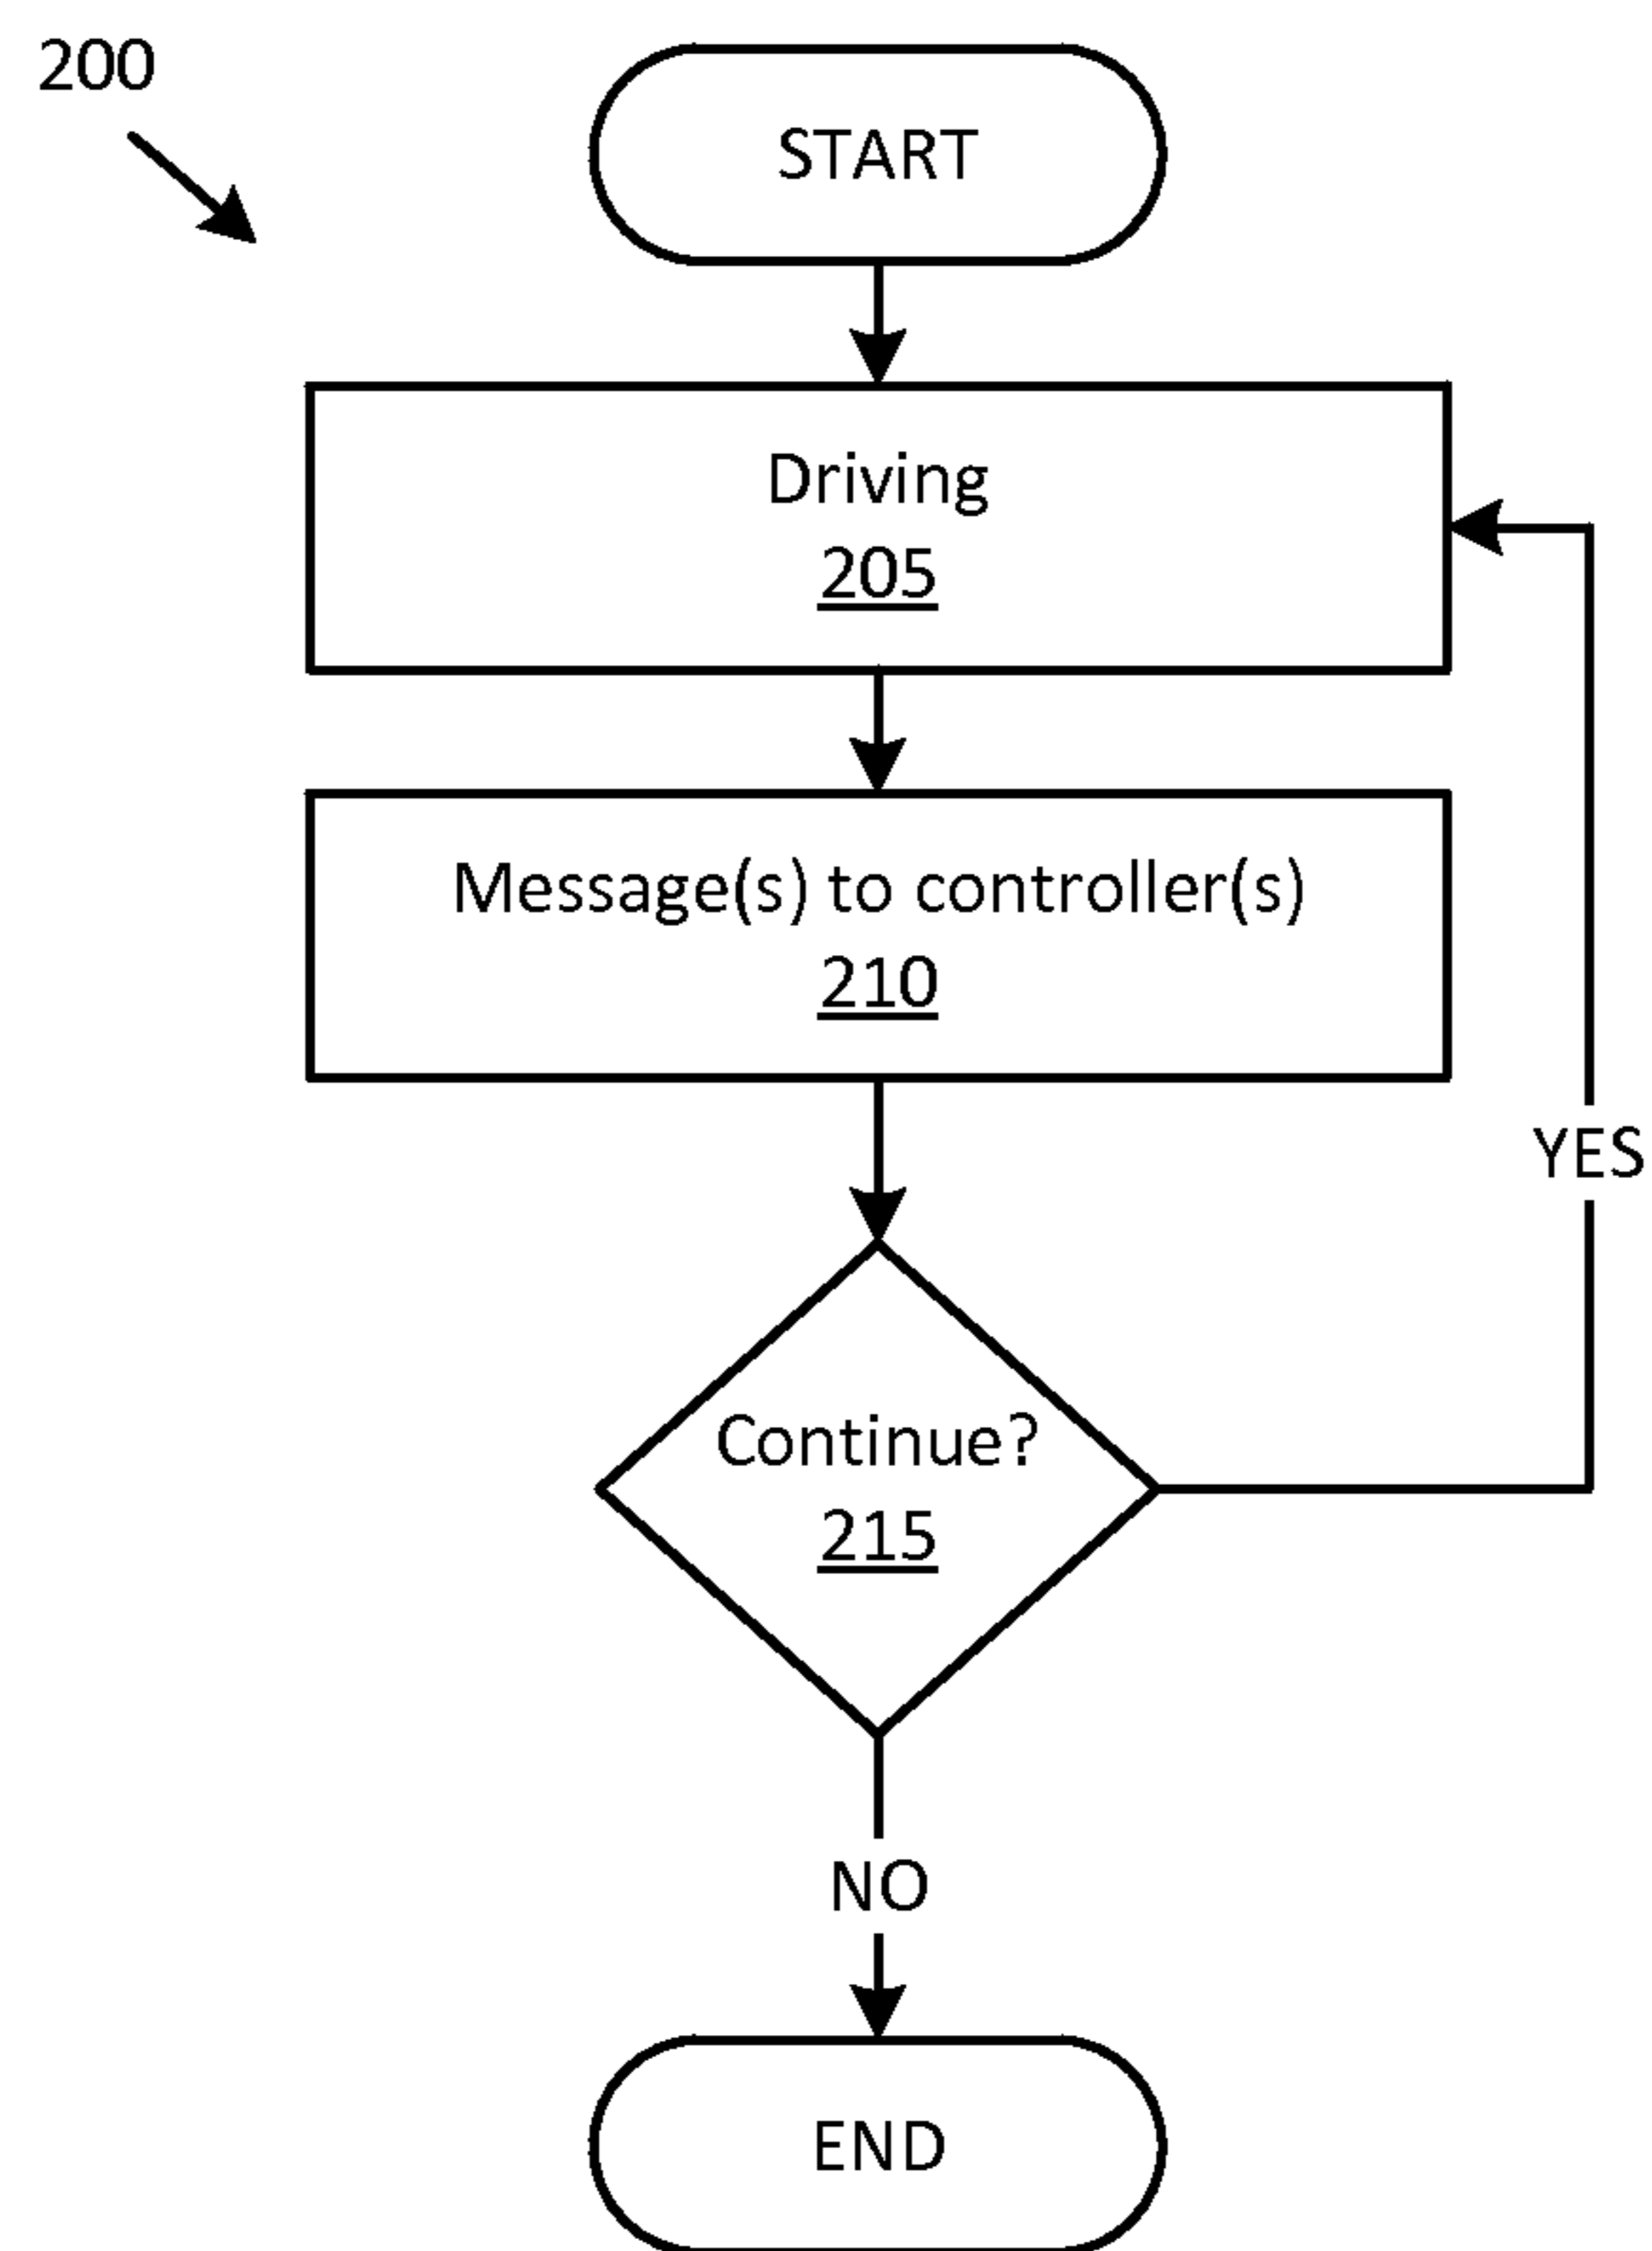 200
START
Driving
205
Message(s) to controller(s)
210
YES
Continue?
215
NO
END